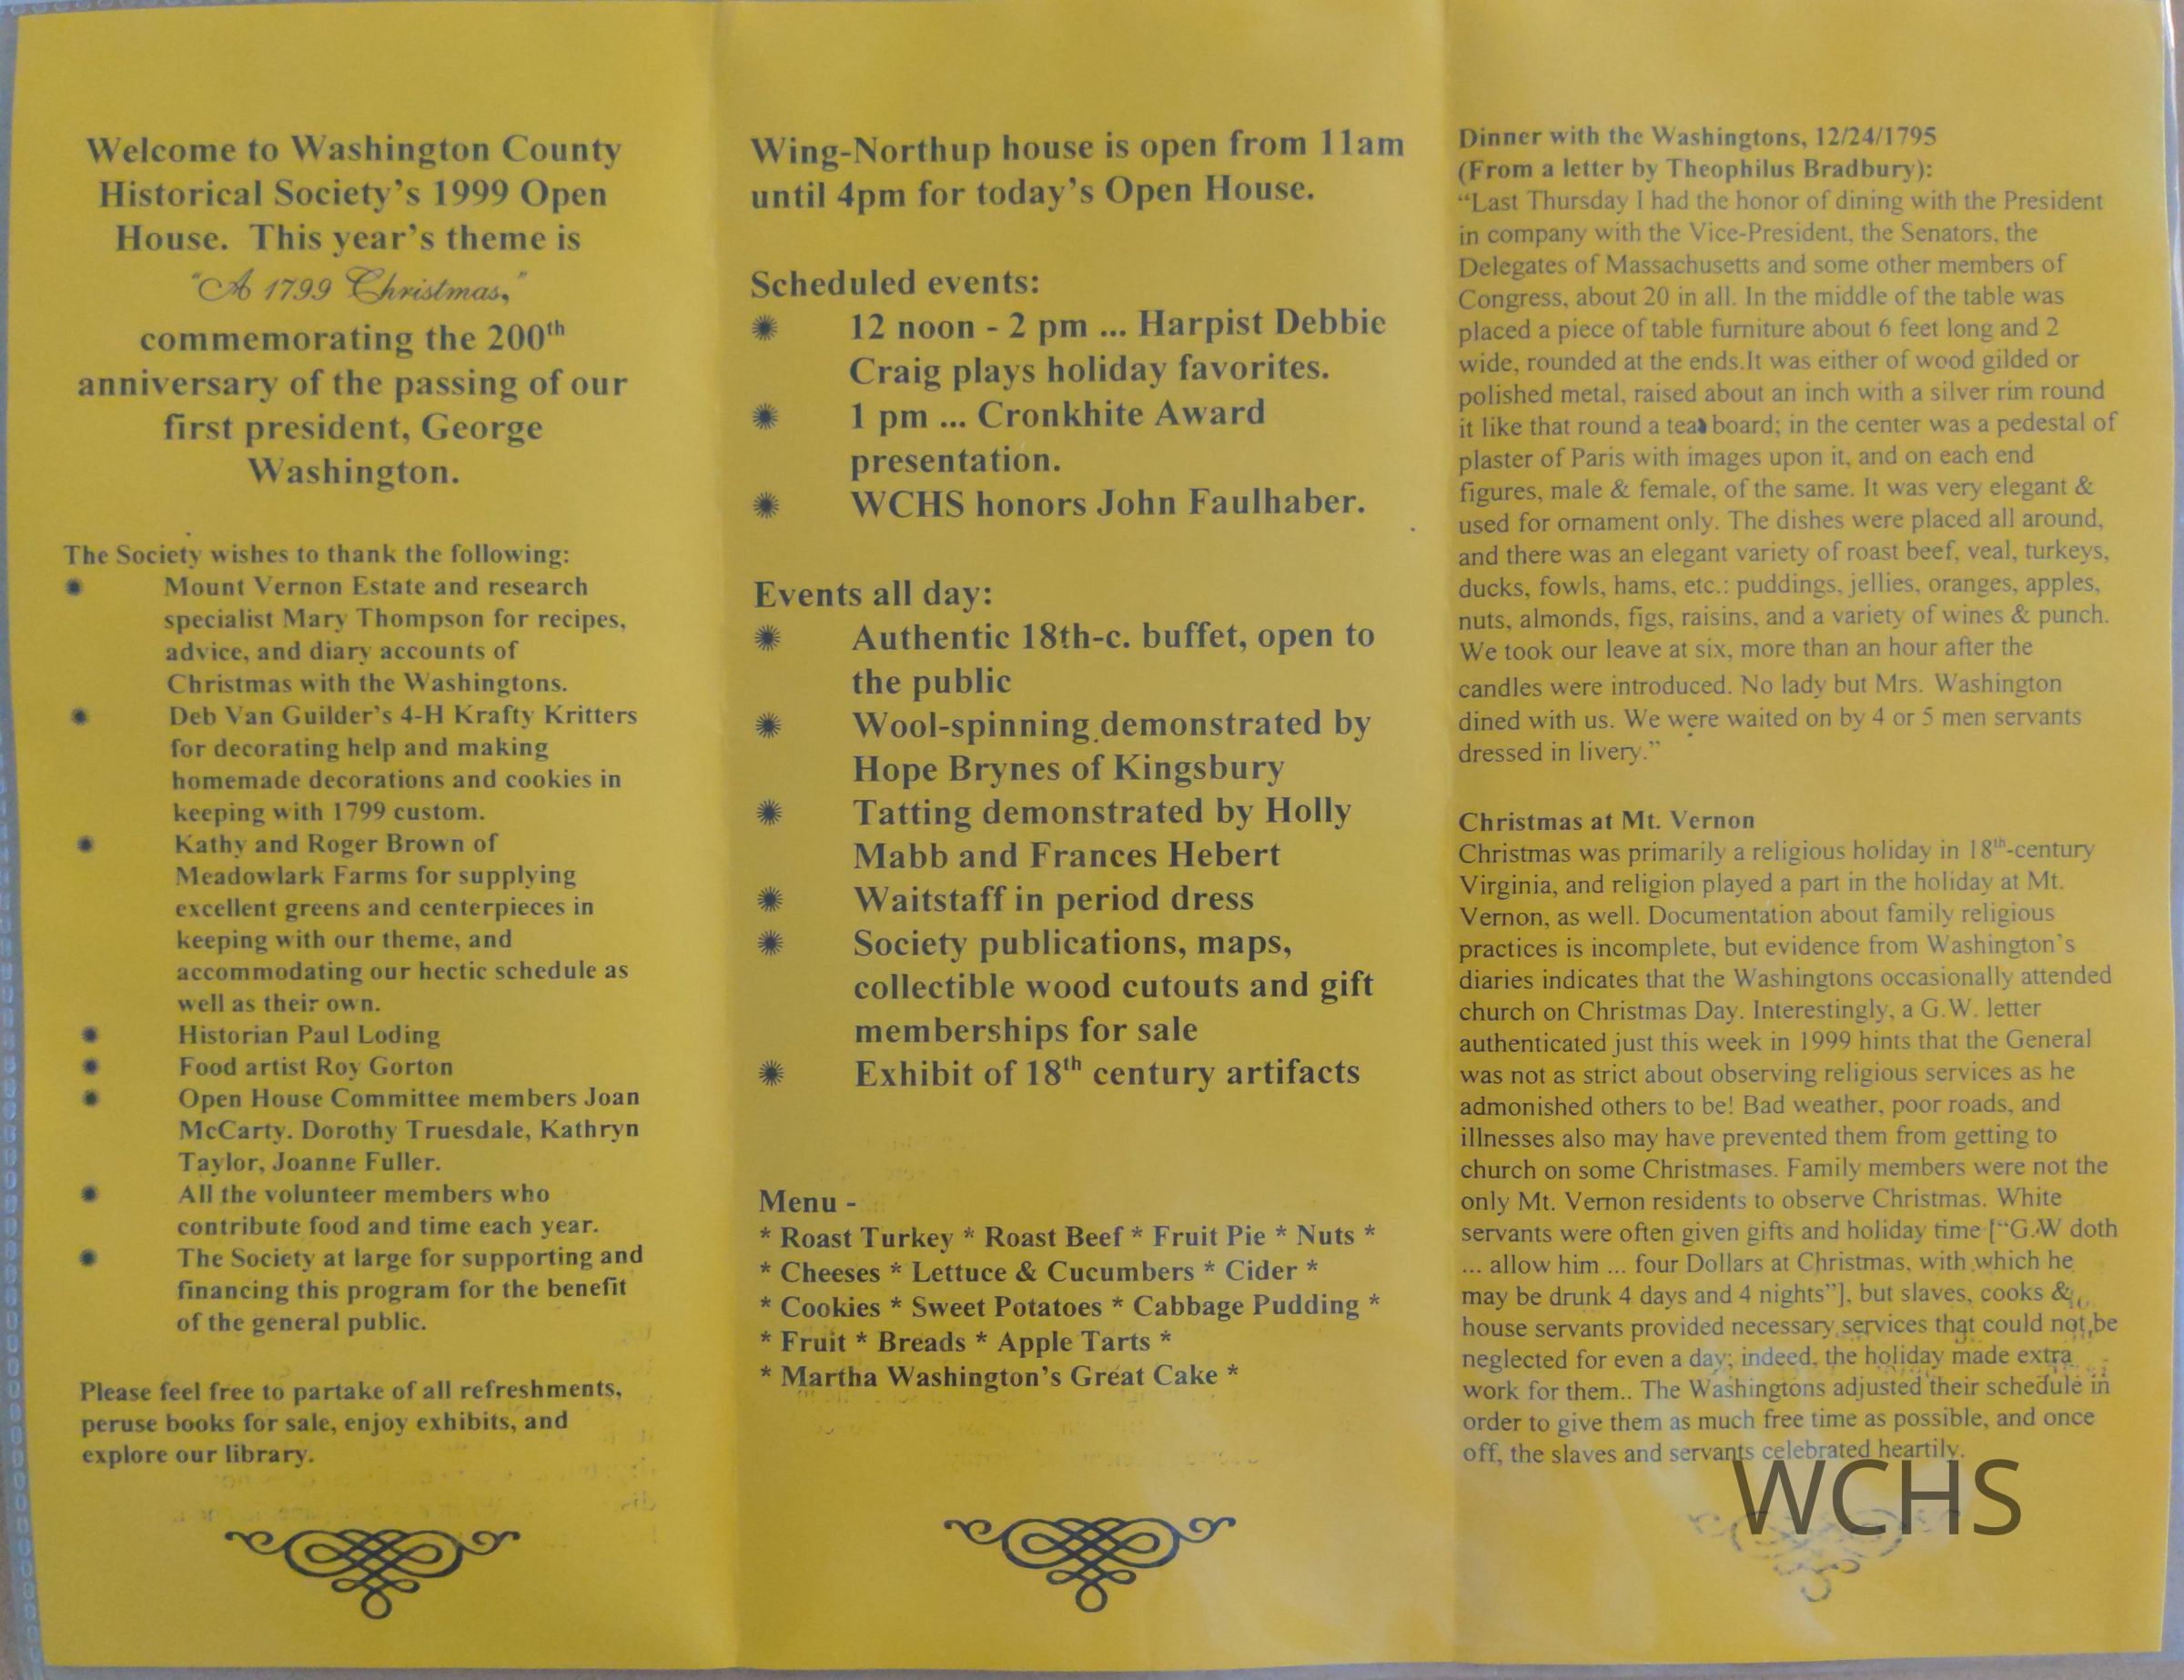 Welcome to Washington County
Historical Society's 1999 Open
House. This year's theme is
"A 1799 Christmas,"
commemorating the 200th
anniversary of the passing of our
first president, George
Washington.
The Society wishes to thank the following:
Mount Vernon Estate and research
specialist Mary Thompson for recipes,
advice, and diary accounts of
Christmas with the Washingtons.
Deb Van Guilder's 4-H Krafty Kritters
for decorating help and making
homemade decorations and cookies in
keeping with 1799 custom.
Kathy and Roger Brown of
Meadowlark Farms for supplying
excellent greens and centerpieces in
keeping with our theme, and
accommodating our hectic schedule as
well as their own.
Historian Paul Loding
Food artist Roy Gorton
Open House Committee members Joan
McCarty. Dorothy Truesdale, Kathryn
Taylor, Joanne Fuller.
All the volunteer members who
contribute food and time each year.
The Society at large for supporting and
financing this program for the benefit
of the general public.
Please feel free to partake of all refreshments,
peruse books for sale, enjoy exhibits, and
explore our library.
Wing-Northup house is open from 11am
until 4pm for today's Open House.
Scheduled events:
12 noon - 2 pm ... Harpist Debbie
Craig plays holiday favorites.
1 pm ... Cronkhite Award
presentation.
WCHS honors John Faulhaber.
Events all day:
Authentic 18th-c. buffet, open to
the public
Wool-spinning demonstrated by
Hope Brynes of Kingsbury
Tatting demonstrated by Holly
Mabb and Frances Hebert
Waitstaff in period dress
Society publications, maps,
collectible wood cutouts and gift
memberships for sale
Exhibit of 18th century artifacts
Menu -
* Roast Turkey * Roast Beef * Fruit Pie * Nuts *
* Cheeses * Lettuce & Cucumbers * Cider *
* Cookies * Sweet Potatoes * Cabbage Pudding *
* Fruit * Breads * Apple Tarts *
* Martha Washington's Great Cake *
Dinner with the Washingtons, 12/24/1795
(From a letter by Theophilus Bradbury):
"Last Thursday I had the honor of dining with the President
in company with the Vice-President, the Senators, the
Delegates of Massachusetts and some other members of
Congress, about 20 in all. In the middle of the table was
placed a piece of table furniture about 6 feet long and 2
wide, rounded at the ends.It was either of wood gilded or
polished metal, raised about an inch with a silver rim round
it like that round a tea board; in the center was a pedestal of
plaster of Paris with images upon it, and on each end
figures, male & female, of the same. It was very elegant &
used for ornament only. The dishes were placed all around,
and there was an elegant variety of roast beef, veal, turkeys,
ducks, fowls, hams, etc.: puddings, jellies, oranges, apples,
nuts, almonds, figs, raisins, and a variety of wines & punch.
We took our leave at six, more than an hour after the
candles were introduced. No lady but Mrs. Washington
dined with us. We were waited on by 4 or 5 men servants
dressed in livery."
Christmas at Mt. Vernon
Christmas was primarily a religious holiday in 18th-century
Virginia, and religion played a part in the holiday at Mt.
Vernon, as well. Documentation about family religious
practices is incomplete, but evidence from Washington's
diaries indicates that the Washingtons occasionally attended
church on Christmas Day. Interestingly, a G.W. letter
authenticated just this week in 1999 hints that the General
was not as strict about observing religious services as he
admonished others to be! Bad weather, poor roads, and
illnesses also may have prevented them from getting to
church on some Christmases. Family members were not the
only Mt. Vernon residents to observe Christmas. White
servants were often given gifts and holiday time ["G.W doth
... allow him ... four Dollars at Christmas, with which he
may be drunk 4 days and 4 nights"], but slaves, cooks &
house servants provided necessary services that could not be
neglected for even a day; indeed, the holiday made extra
work for them.. The Washingtons adjusted their schedule in
order to give them as much free time as possible, and once
off, the slaves and servants celebrated heartily.
WCHS